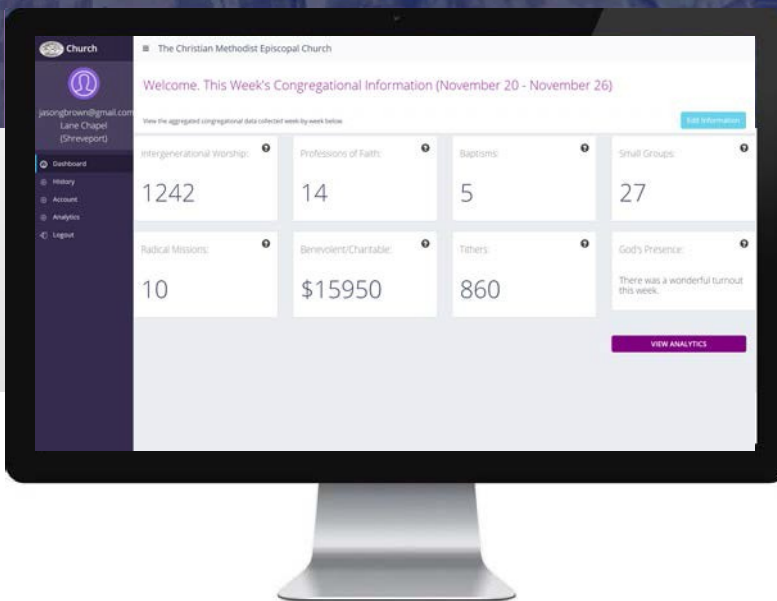 Church
The Christian Methodist Episcopal Church
jasongbrown@gmail.com
Lane Chapel
(Shreveport)
Dashboard
History
Account
Analytics
Logout
Welcome. This Week's Congregational Information (November 20 - November 26)
View the aggregated congregational data collected week-by-week below.
Edit Information
Intergenerational Worship:
1242
Professions of Faith:
14
Baptisms:
5
Small Groups:
27
Radical Missions:
10
Benevolent/Charitable:
$15950
Tithers:
860
God's Presence:
There was a wonderful turnout
this week.
VIEW ANALYTICS